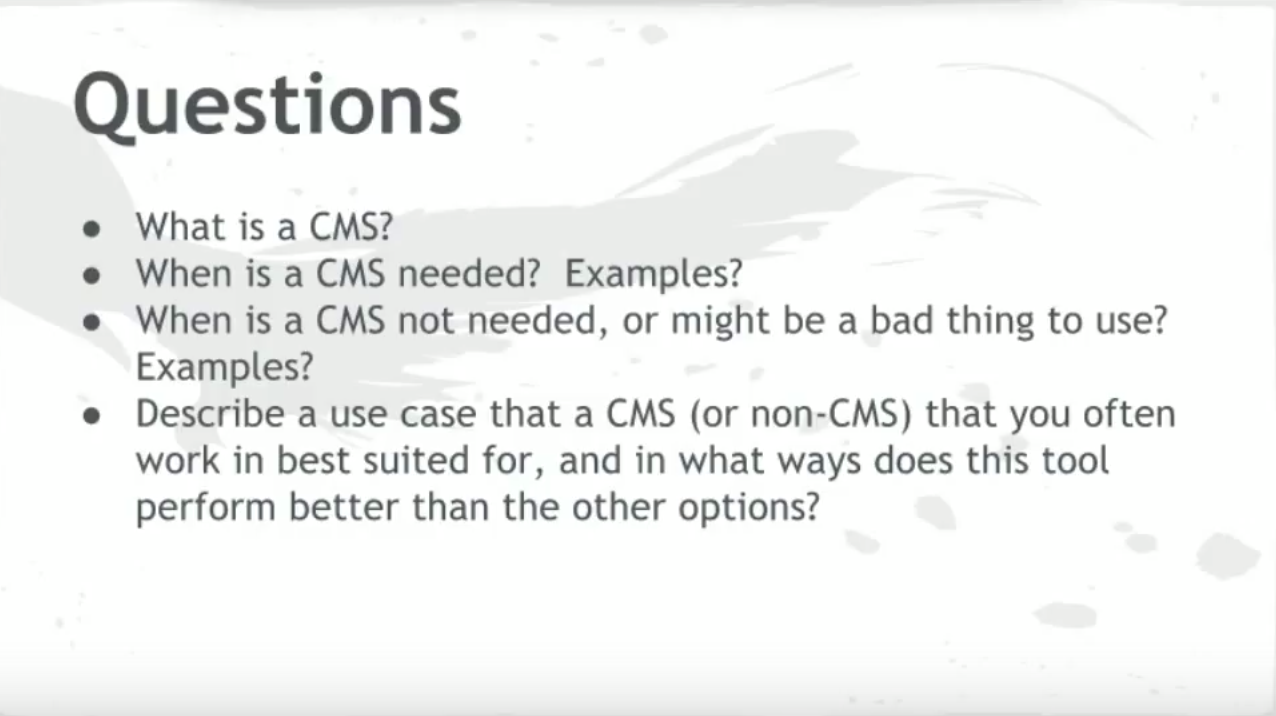 Questions
● What is a CMS?
● When is a CMS needed?  Examples?
● When is a CMS not needed, or might be a bad thing to use?
Examples?
● Describe a use case that a CMS (or non-CMS) that you often
work in best suited for, and in what ways does this tool
perform better than the other options?